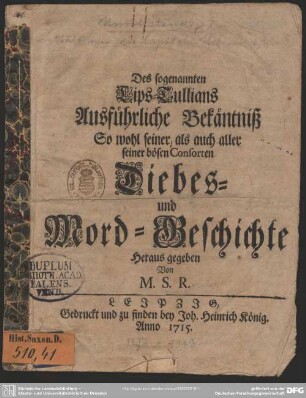 Des sogenannten
Lips-Tullians
Ausführliche Bekäntniß
So wohl seiner, als auch aller
seiner bösen Consorten
Diebes-
und
Mord-Geschichte
Heraus gegeben
Von
M. S. R.
LEIPZIG,
Gedruckt und zu finden bey Joh. Heinrich König.
Anno 1715.
DUPLUM
BIBLIOTH. ACAD.
HALENS.
VEND.
Hist. Saxon. D.
510,41